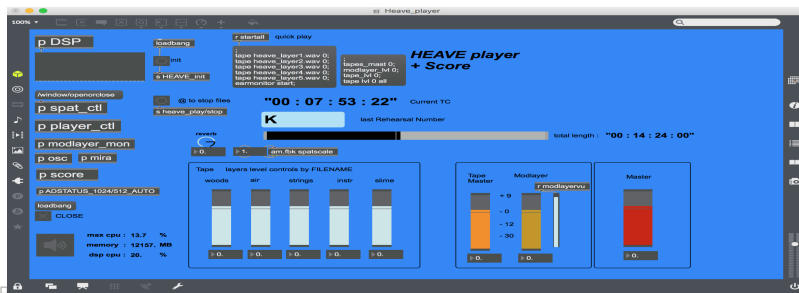 Heave_player
100%
p DSP
loadbang
init
s HEAVE_init
r startall
quick play
;
tape heave_layer1.wav 0;
tape heave_layer2.wav 0;
tape heave_layer3.wav 0;
tape heave_layer4.wav 0;
tape heave_layer5.wav 0;
earmonitor start;
;
tapes_mast 0;
modlayer_lvl 0;
tape_lvl 0;
tape lvl 0 all
HEAVE player
+ Score
/window/openorclose
p spat_ctl
p player_ctl
p modlayer_mon
p osc
p mira
p score
p ADSTATUS_1024/512_AUTO
loadbang
CLOSE
max cpu : 13.7 %
memory : 12157. MB
dsp cpu : 20. %
@ to stop files
s heave_play/stop
"00 : 07 : 53 : 22"
Current TC
K
last Rehearsal Number
reverb
total length :
"00 : 14 : 24 : 00"
0.
1.
am.fbk spatscale
Tape layers level controls by FILENAME
woods
air
strings
instr
slime
0.
0.
0.
0.
0.
Tape
Master
Modlayer
r modlayervu
+ 9
- 0
- 12
- 30
0.
0.
Master
0.